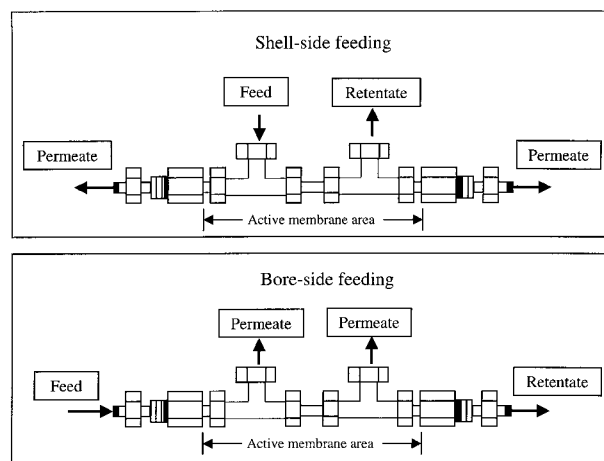 Shell-side feeding
Feed
Retentate
Permeate
Permeate
Active membrane area
Bore-side feeding
Permeate
Permeate
Feed
Retentate
Active membrane area